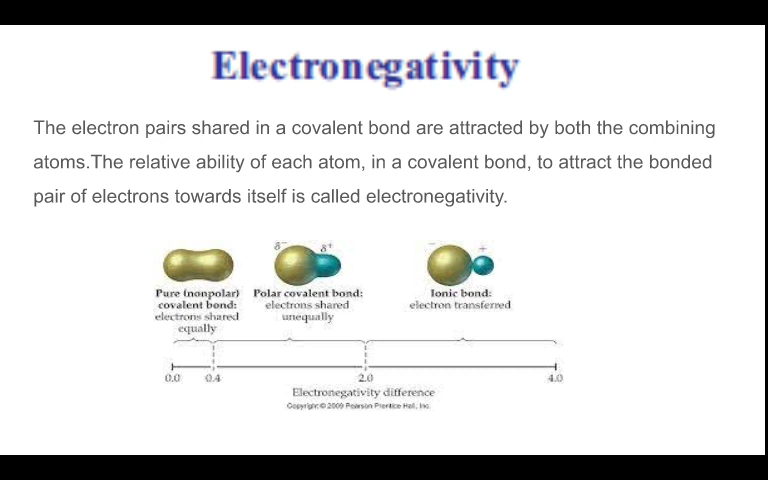 Electronegativity
The electron pairs shared in a covalent bond are attracted by both the combining
atoms.The relative ability of each atom, in a covalent bond, to attract the bonded
pair of electrons towards itself is called electronegativity.
δ⁻ δ⁺
− +
Pure (nonpolar)
covalent bond:
electrons shared
equally
Polar covalent bond:
electrons shared
unequally
Ionic bond:
electron transferred
0.0 0.4 2.0 4.0
Electronegativity difference
Copyright © 2009 Pearson Prentice Hall, Inc.